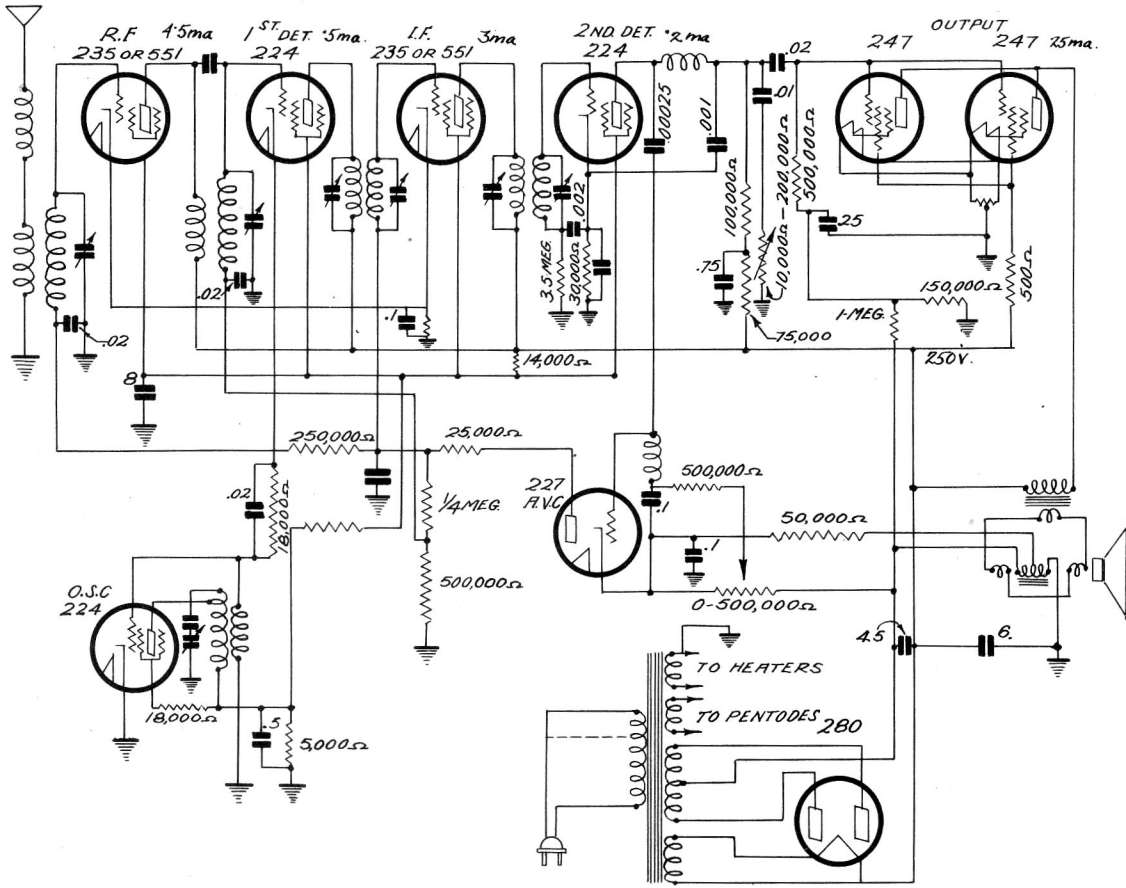 R.F
235 OR 551
4.5ma
1ST. DET.
224
.5ma.
I.F.
235 OR 551
3ma
2ND. DET.
224
.2ma
.02
OUTPUT
247
247
25ma.
.00025
.001
.01
100,000Ω
10,000Ω-200,000Ω
500,000Ω
.25
.02
.02
.1
3.5 MEG.
30,000Ω
.002
.75
75,000
1-MEG.
150,000Ω
500Ω
250V.
14,000Ω
8
250,000Ω
25,000Ω
227
A.V.C
500,000Ω
.1
.02
18,000Ω
1/4 MEG.
50,000Ω
.1
500,000Ω
0-500,000Ω
O.S.C
224
18,000Ω
.5
5,000Ω
4.5
6.
TO HEATERS
TO PENTODES
280